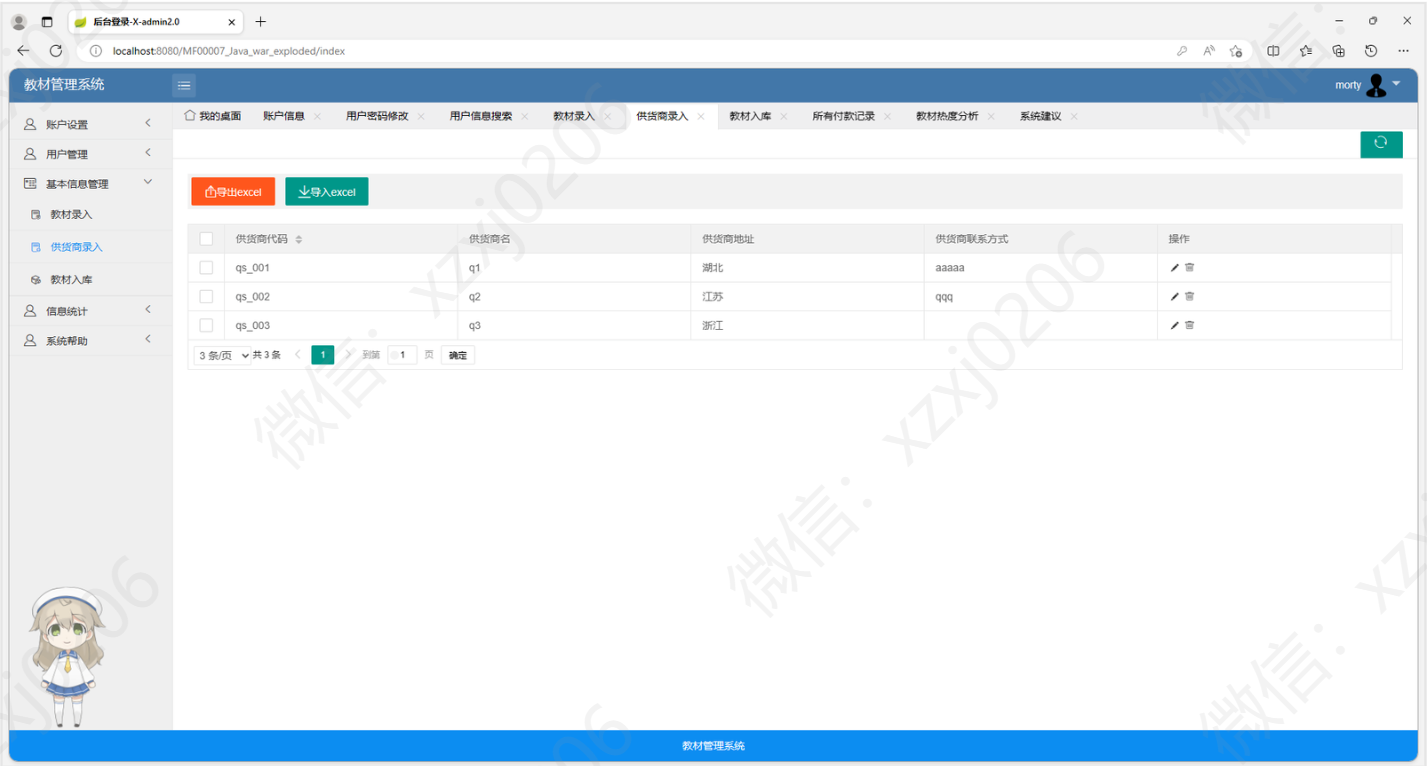 后台登录-X-admin2.0
localhost:8080/MF00007_Java_war_exploded/index
教材管理系统
morty
我的桌面 账户信息 用户密码修改 用户信息搜索 教材录入 供货商录入 教材入库 所有付款记录 教材热度分析 系统建议
账户设置
用户管理
基本信息管理
教材录入
供货商录入
教材入库
信息统计
系统帮助
导出excel 导入excel
供货商代码 供货商名 供货商地址 供货商联系方式 操作
qs_001 q1 湖北 aaaaa
qs_002 q2 江苏 qqq
qs_003 q3 浙江
3 条/页 共 3 条 1 到第 1 页 确定
教材管理系统
微信：xzxj0206
微信：xzxj0206